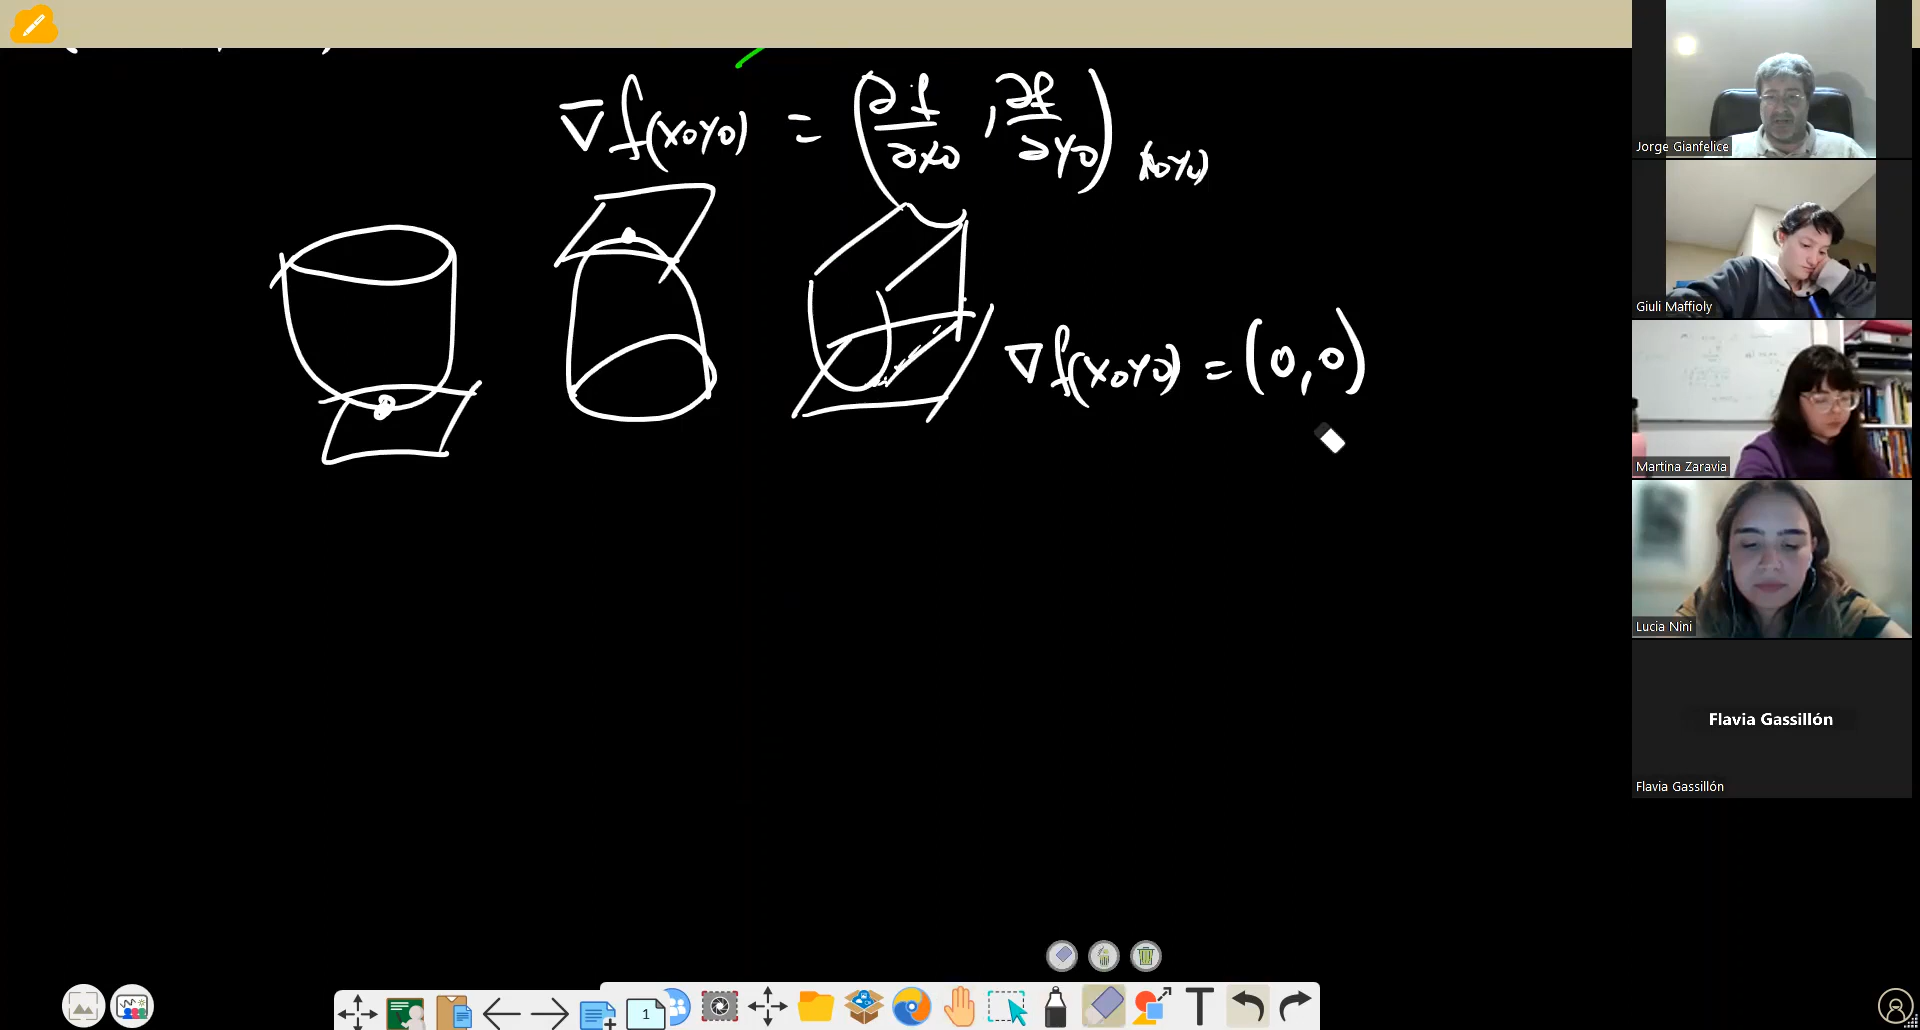 ∇f(x0y0) = (∂f/∂x0, ∂f/∂y0)(x0y0)
∇f(x0y0) = (0,0)
Jorge Gianfelice
Giuli Maffioly
Martina Zaravia
Lucia Nini
Flavia Gassillón
Flavia Gassillón
1
T